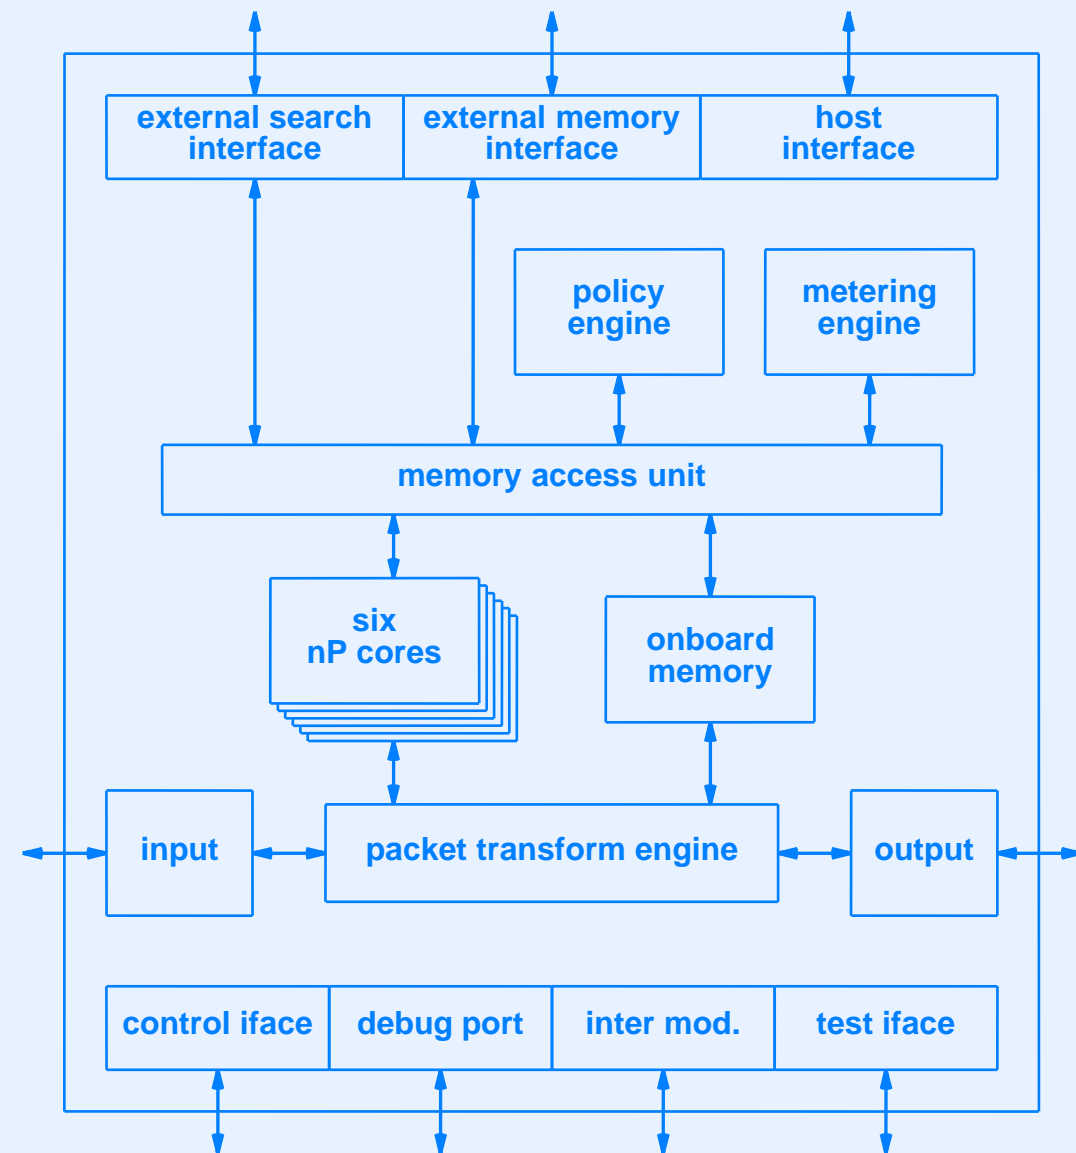 external search
interface
external memory
interface
host
interface
policy
engine
metering
engine
memory access unit
six
nP cores
onboard
memory
input
packet transform engine
output
control iface
debug port
inter mod.
test iface